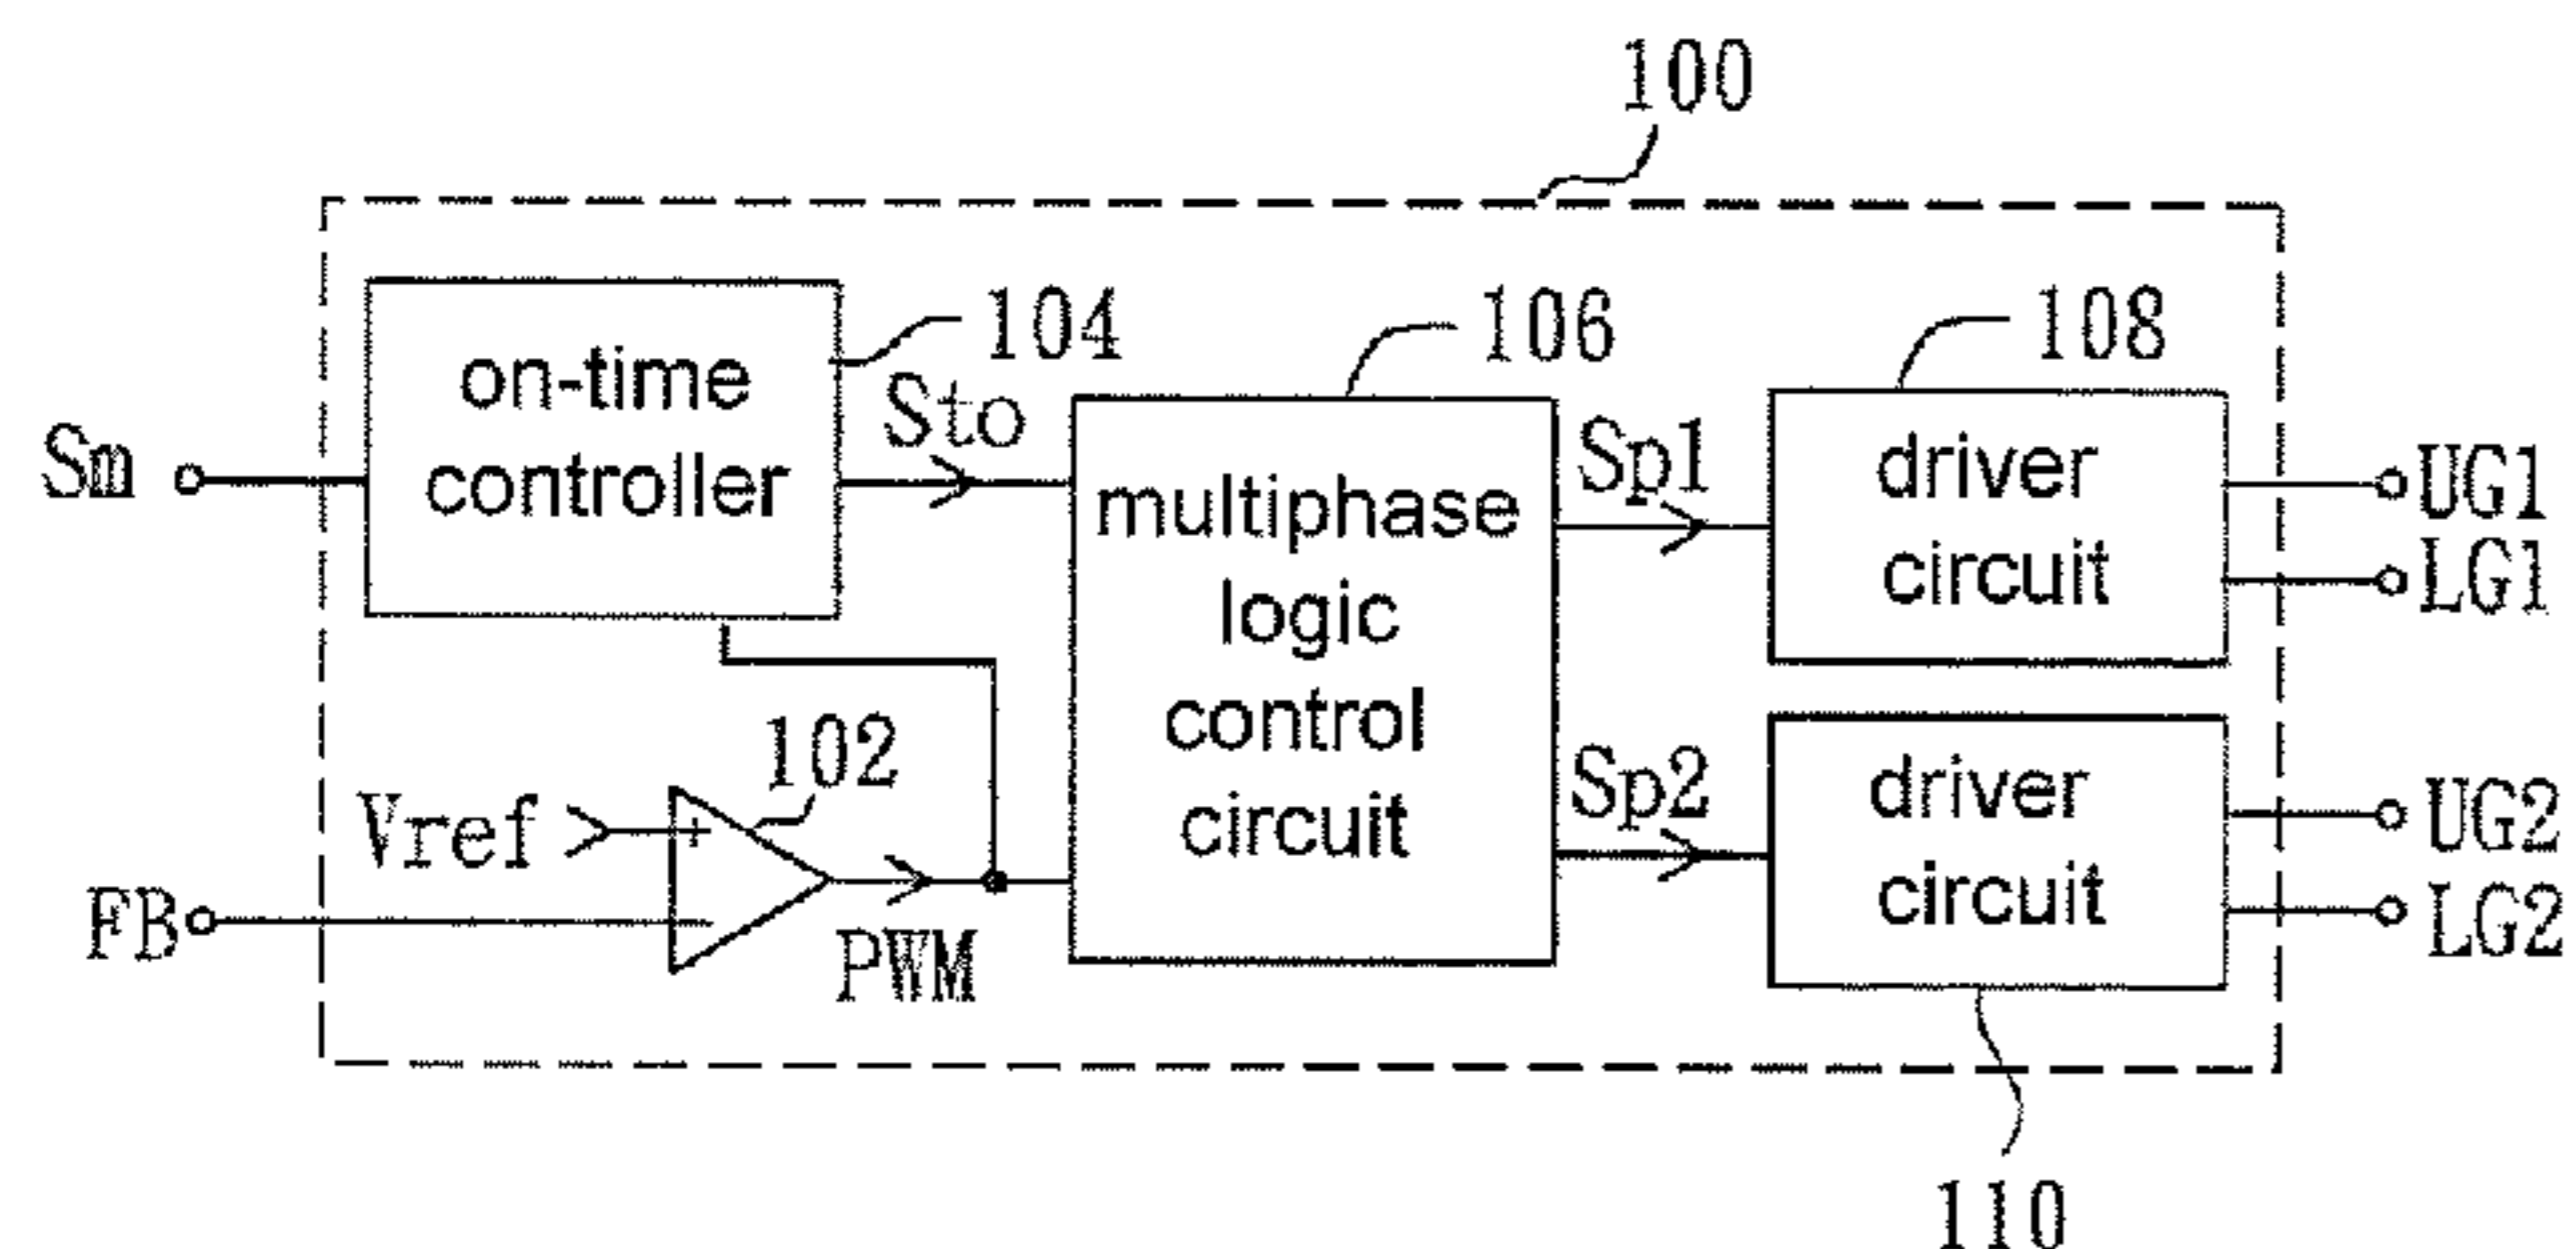 100
104
106
108
on-time
controller
Sm
Sto
multiphase
logic
control
circuit
Sp1
driver
circuit
UG1
LG1
102
Vref
+
−
FB
PWM
Sp2
driver
circuit
UG2
LG2
110